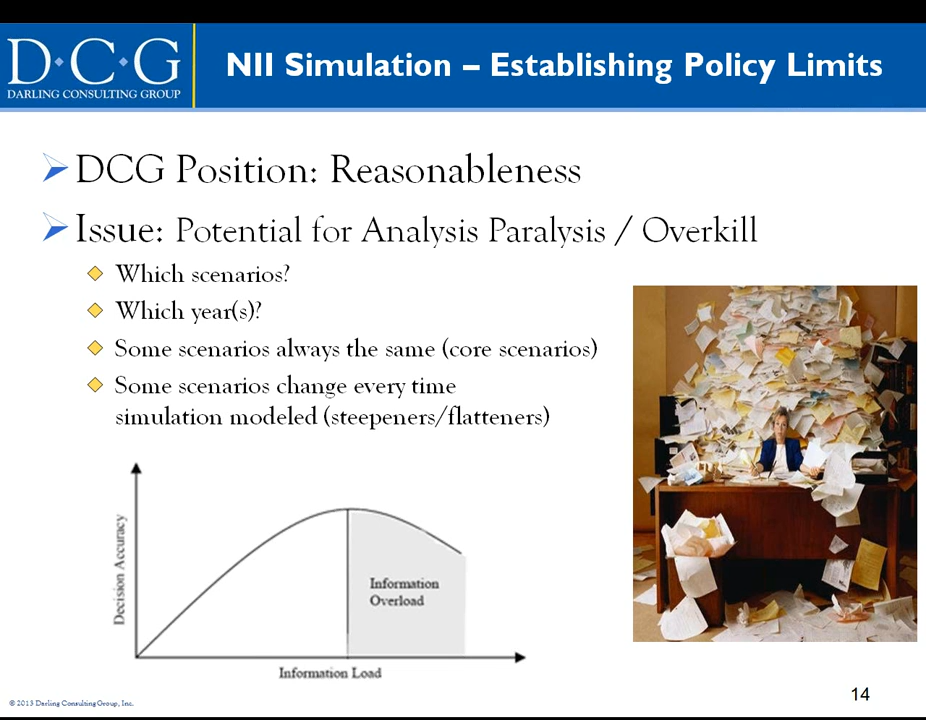 D·C·G
DARLING CONSULTING GROUP
NII Simulation – Establishing Policy Limits
DCG Position: Reasonableness
Issue: Potential for Analysis Paralysis / Overkill
Which scenarios?
Which year(s)?
Some scenarios always the same (core scenarios)
Some scenarios change every time
simulation modeled (steepeners/flatteners)
Decision Accuracy
Information
Overload
Information Load
© 2013 Darling Consulting Group, Inc.
14